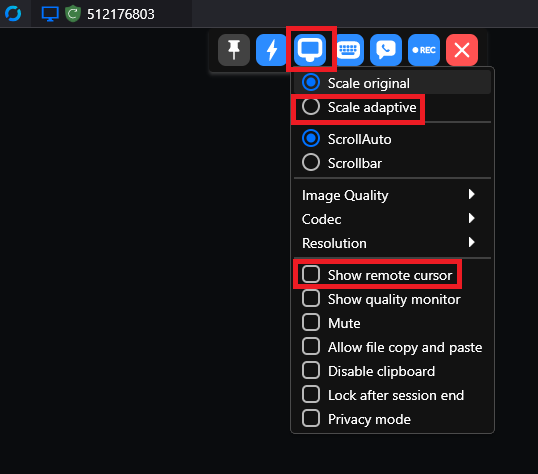 512176803
REC
Scale original
Scale adaptive
ScrollAuto
Scrollbar
Image Quality
Codec
Resolution
Show remote cursor
Show quality monitor
Mute
Allow file copy and paste
Disable clipboard
Lock after session end
Privacy mode